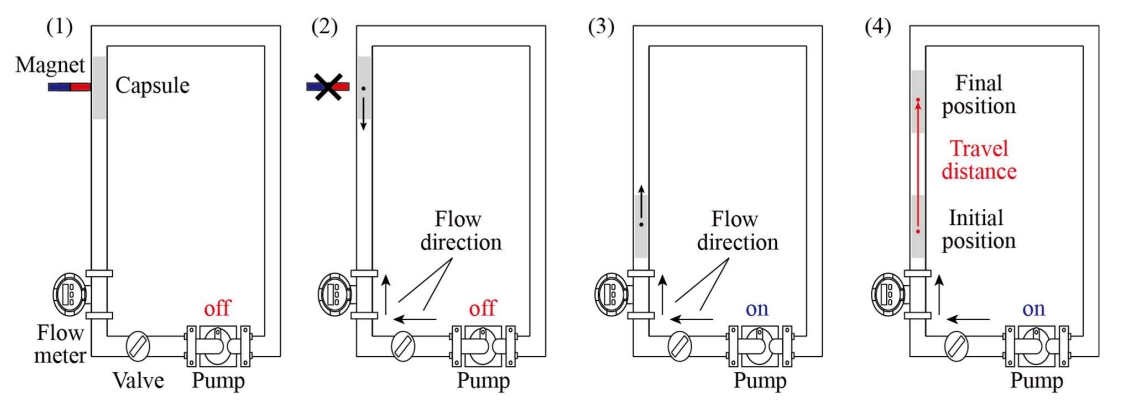 (1)
Magnet
Capsule
off
Flow
meter
Valve
Pump
(2)
Flow
direction
off
Pump
(3)
Flow
direction
on
Pump
(4)
Final
position
Travel
distance
Initial
position
on
Pump